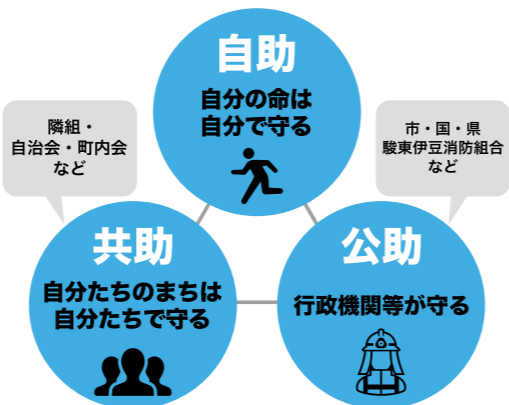 自助
自分の命は
自分で守る
隣組・
自治会・町内会
など
市・国・県
駿東伊豆消防組合
など
共助
自分たちのまちは
自分たちで守る
公助
行政機関等が守る